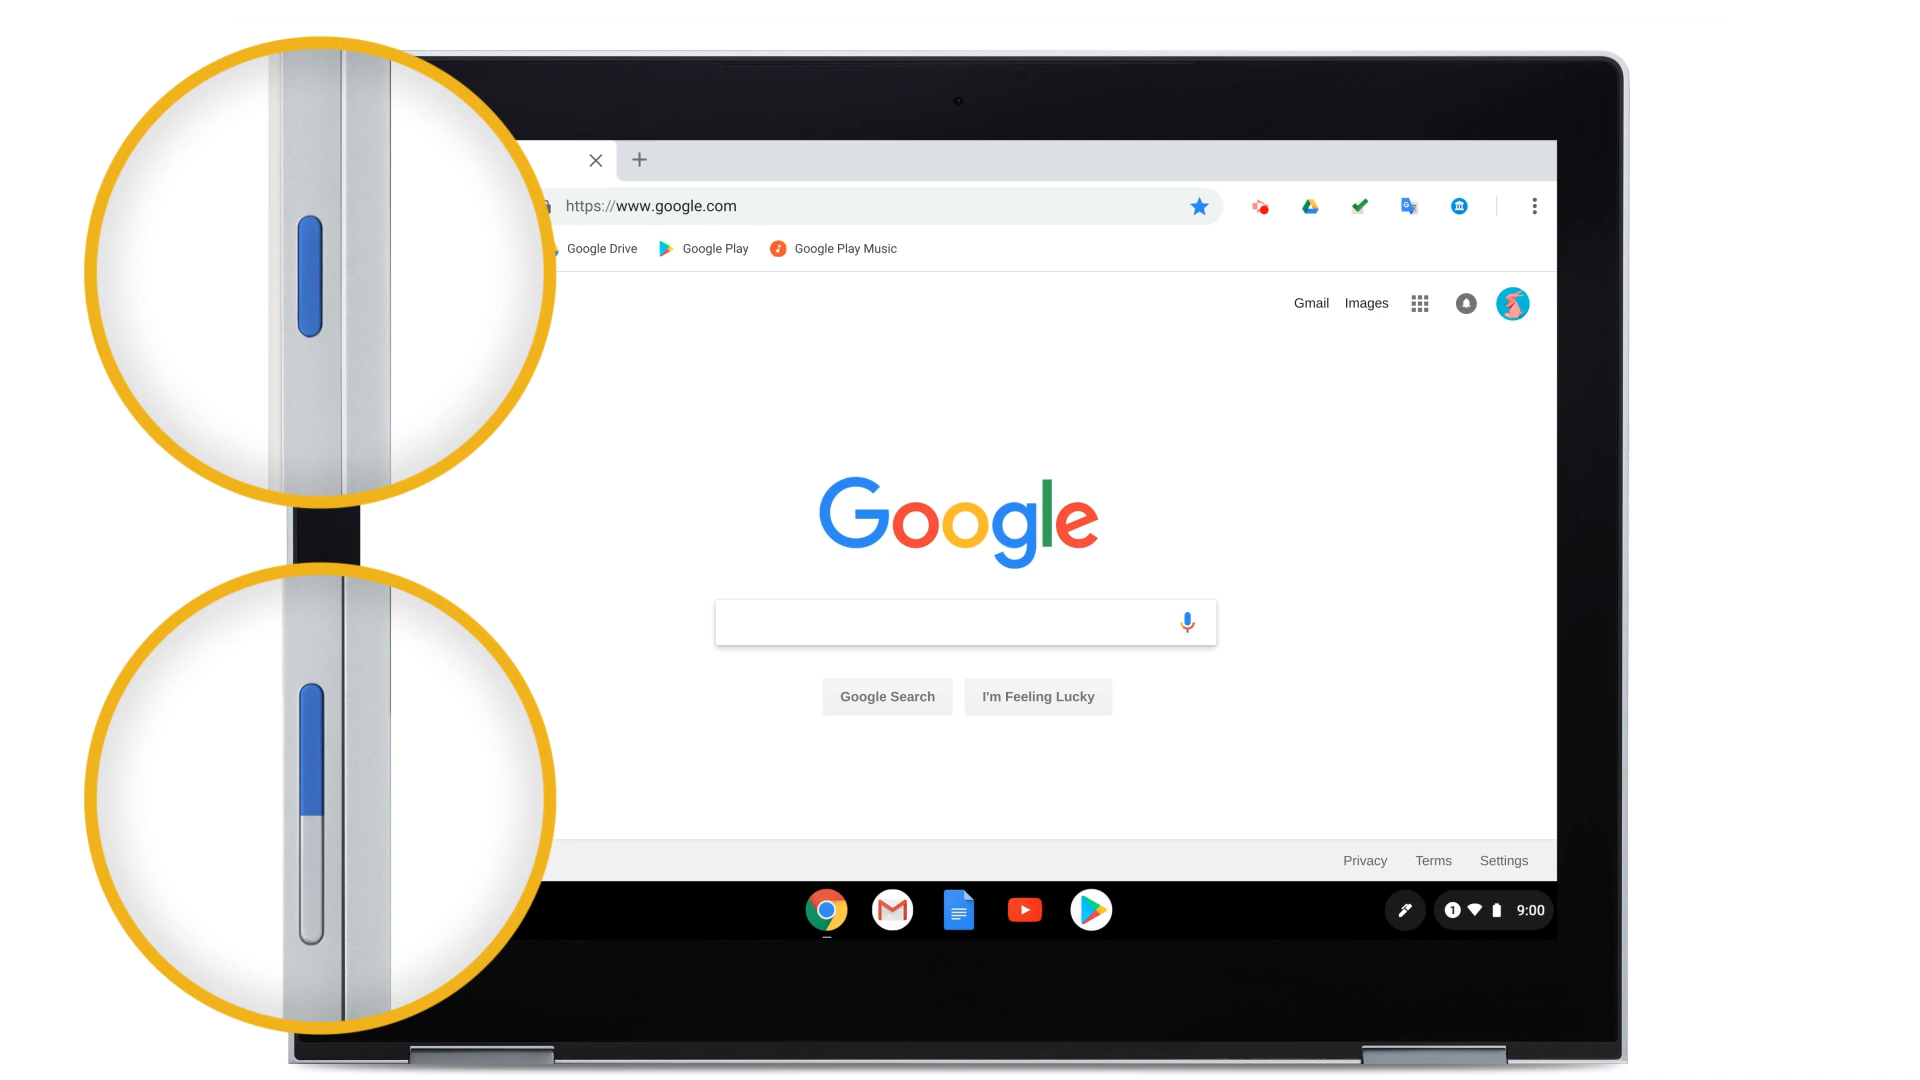 https://www.google.com
Google Drive Google Play Google Play Music
Gmail Images
Google
Google Search I'm Feeling Lucky
Privacy Terms Settings
1 9:00